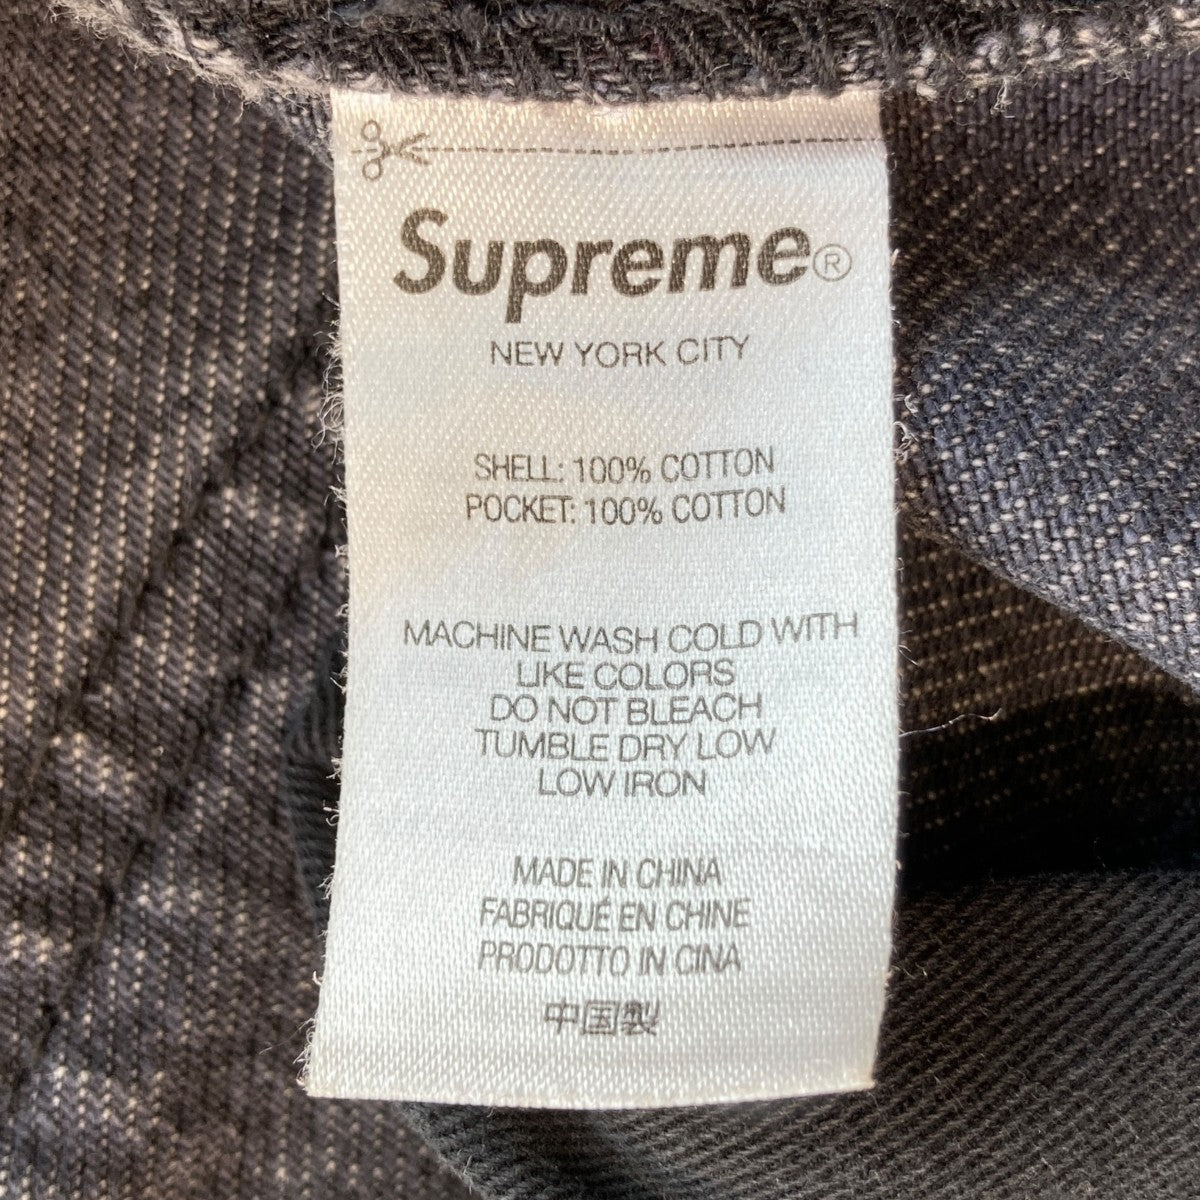 Supreme®
NEW YORK CITY
SHELL: 100% COTTON
POCKET: 100% COTTON
MACHINE WASH COLD WITH
LIKE COLORS
DO NOT BLEACH
TUMBLE DRY LOW
LOW IRON
MADE IN CHINA
FABRIQUÉ EN CHINE
PRODOTTO IN CINA
中国製